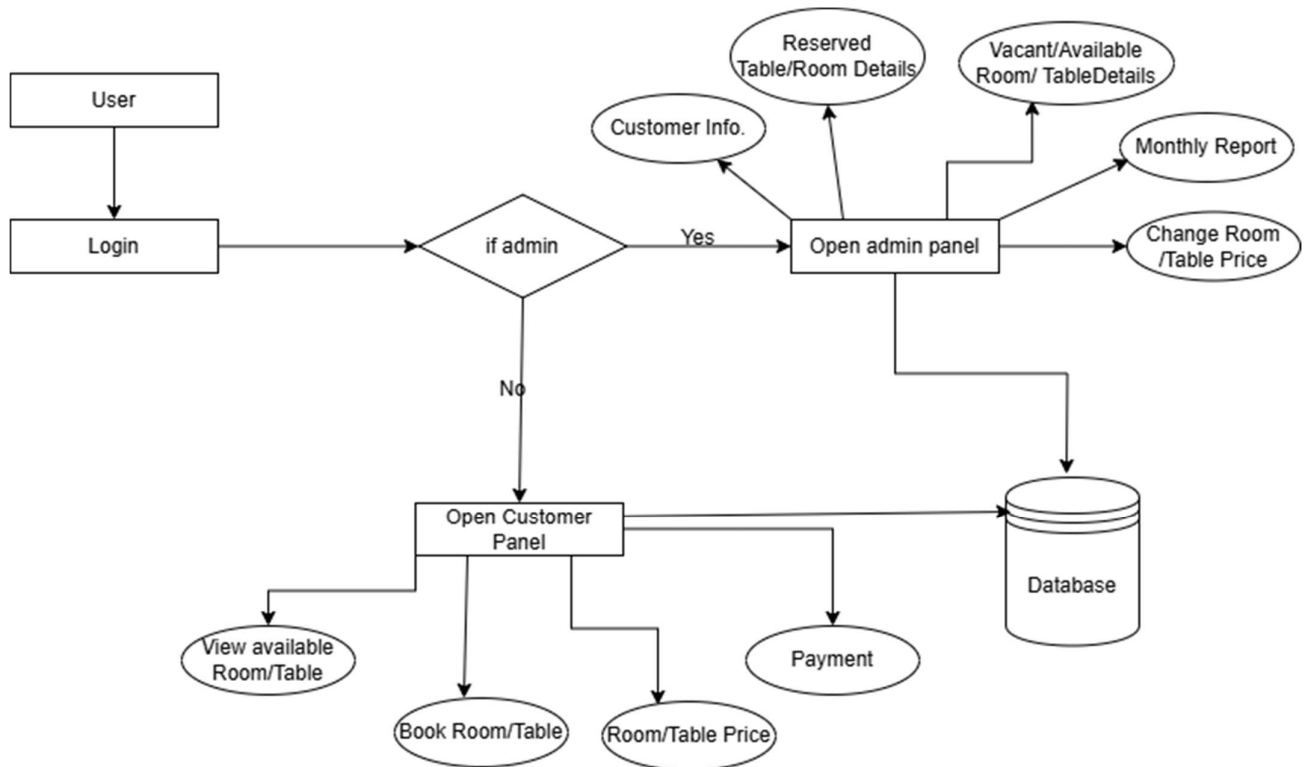 Reserved
Table/Room Details
Vacant/Available
Room/ TableDetails
User
Customer Info.
Monthly Report
Login
if admin
Yes
Open admin panel
Change Room
/Table Price
No
Open Customer
Panel
Database
View available
Room/Table
Payment
Book Room/Table
Room/Table Price